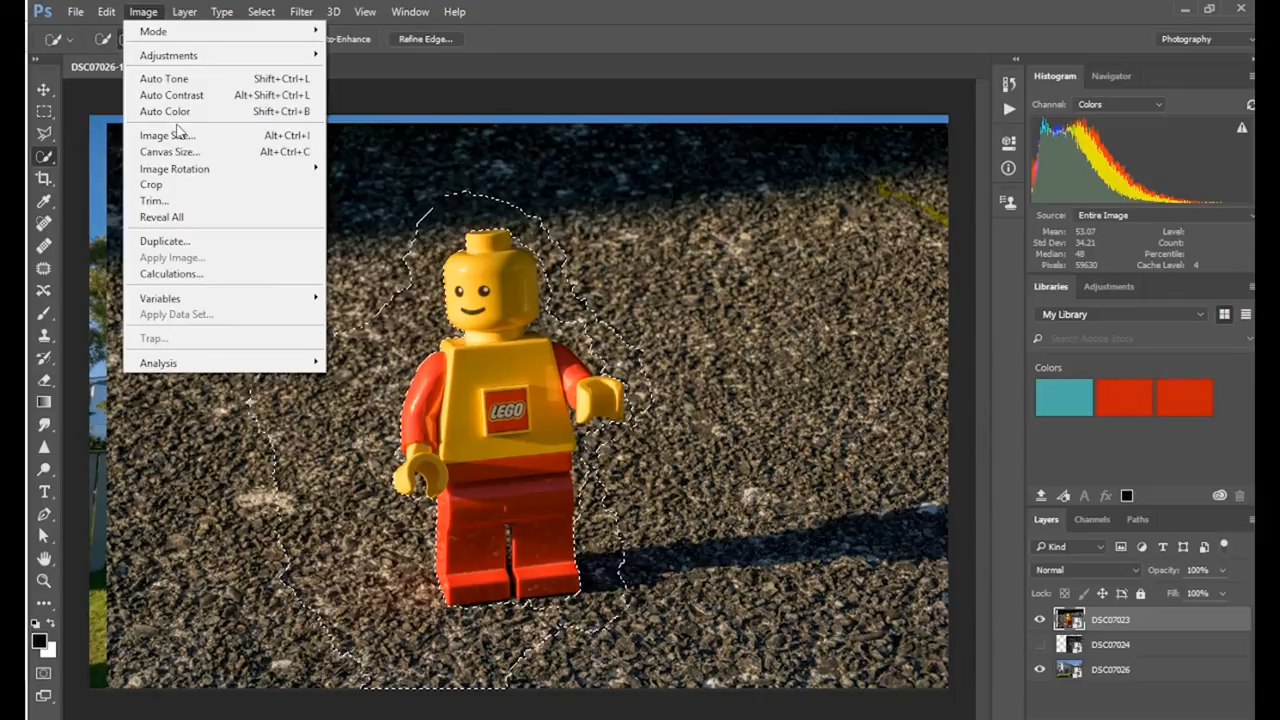 Ps File Edit Image Layer Type Select Filter 3D View Window Help
Refine Edge... Photography
Mode
Adjustments
Auto Tone Shift+Ctrl+L
Auto Contrast Alt+Shift+Ctrl+L
Auto Color Shift+Ctrl+B
Image Size... Alt+Ctrl+I
Canvas Size... Alt+Ctrl+C
Image Rotation
Crop
Trim...
Reveal All
Duplicate...
Apply Image...
Calculations...
Variables
Apply Data Set...
Trap...
Analysis
LEGO
Histogram Navigator
Channel: Colors
Source: Entire Image
Mean: 53.07 Level:
Std Dev: 34.21 Count:
Median: 48 Percentile:
Pixels: 59630 Cache Level: 4
Libraries Adjustments
My Library
Search Adobe Stock
Colors
Layers Channels Paths
Kind
Normal Opacity: 100%
Lock: Fill: 100%
DSC07023
DSC07024
DSC07026